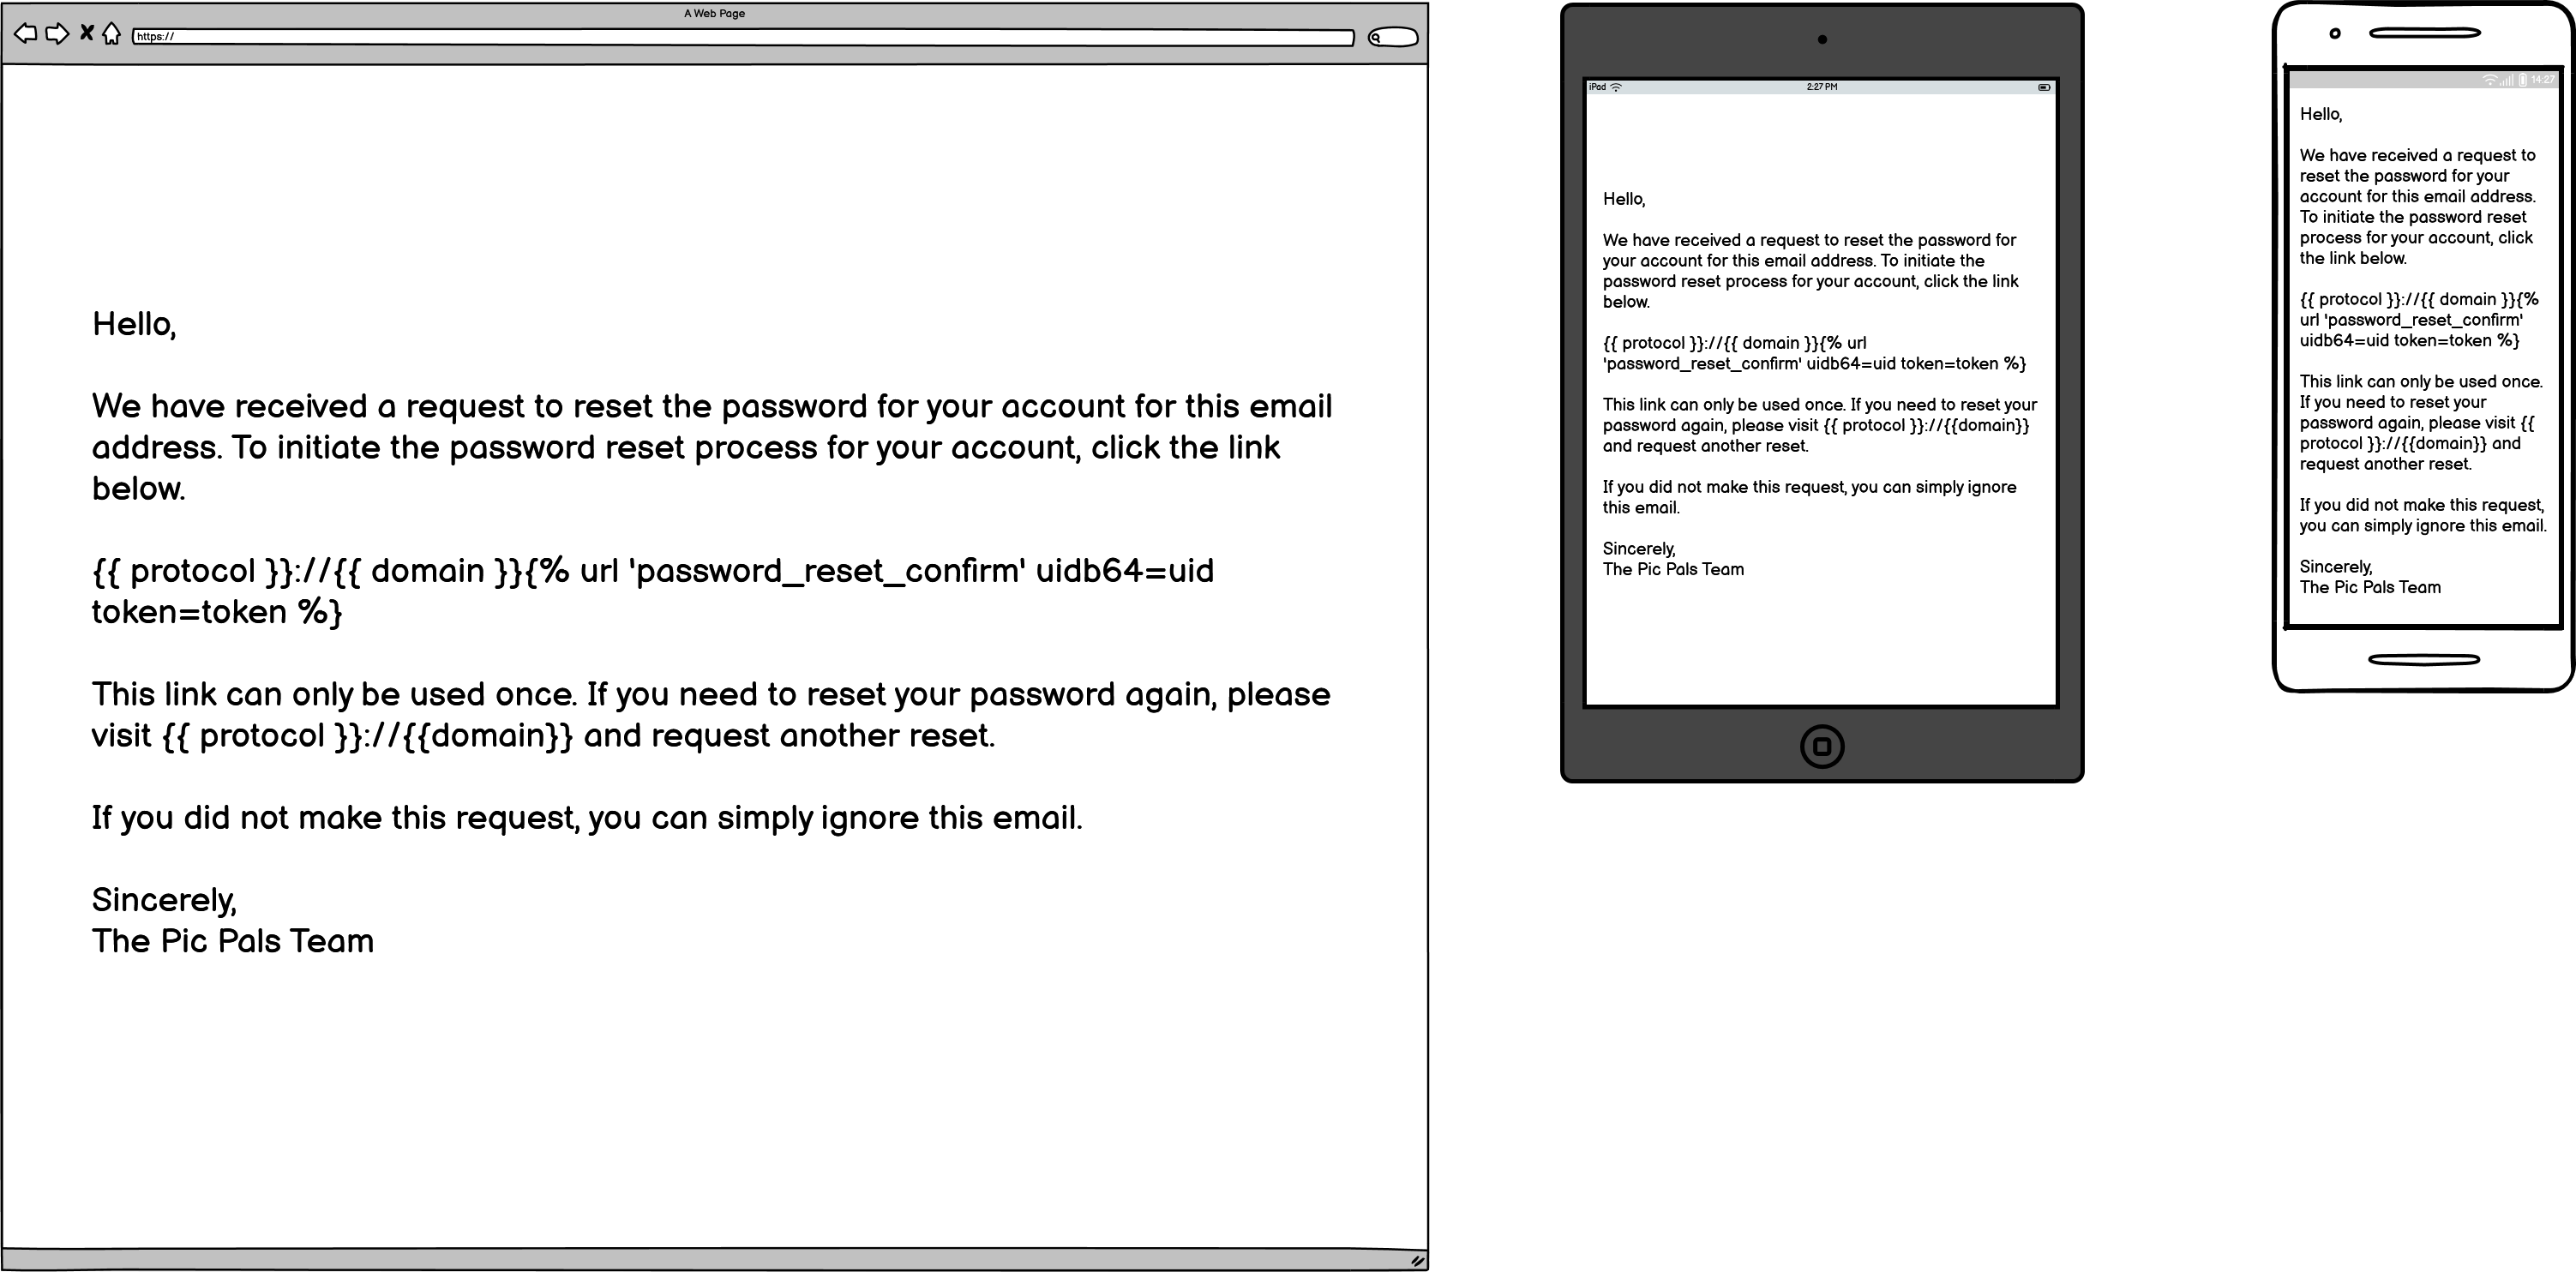 A Web Page
https://
Hello,
We have received a request to reset the password for your account for this email
address. To initiate the password reset process for your account, click the link
below.
{{ protocol }}://{{ domain }}{% url 'password_reset_confirm' uidb64=uid
token=token %}
This link can only be used once. If you need to reset your password again, please
visit {{ protocol }}://{{domain}} and request another reset.
If you did not make this request, you can simply ignore this email.
Sincerely,
The Pic Pals Team
iPad
2:27 PM
Hello,
We have received a request to reset the password for
your account for this email address. To initiate the
password reset process for your account, click the link
below.
{{ protocol }}://{{ domain }}{% url
'password_reset_confirm' uidb64=uid token=token %}
This link can only be used once. If you need to reset your
password again, please visit {{ protocol }}://{{domain}}
and request another reset.
If you did not make this request, you can simply ignore
this email.
Sincerely,
The Pic Pals Team
14:27
Hello,
We have received a request to
reset the password for your
account for this email address.
To initiate the password reset
process for your account, click
the link below.
{{ protocol }}://{{ domain }}{%
url 'password_reset_confirm'
uidb64=uid token=token %}
This link can only be used once.
If you need to reset your
password again, please visit {{
protocol }}://{{domain}} and
request another reset.
If you did not make this request,
you can simply ignore this email.
Sincerely,
The Pic Pals Team